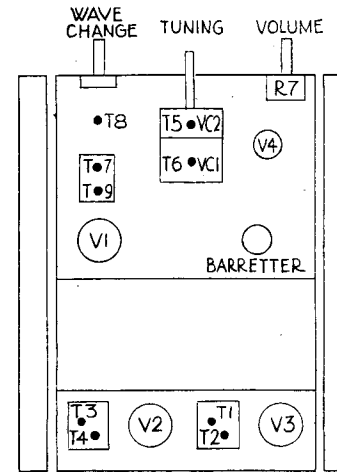 WAVE CHANGE TUNING VOLUME
R7
T8
T5 VC2
V4
T6 VC1
T7
T9
V1
BARRETTER
T3 T1
T4 V2 T2 V3